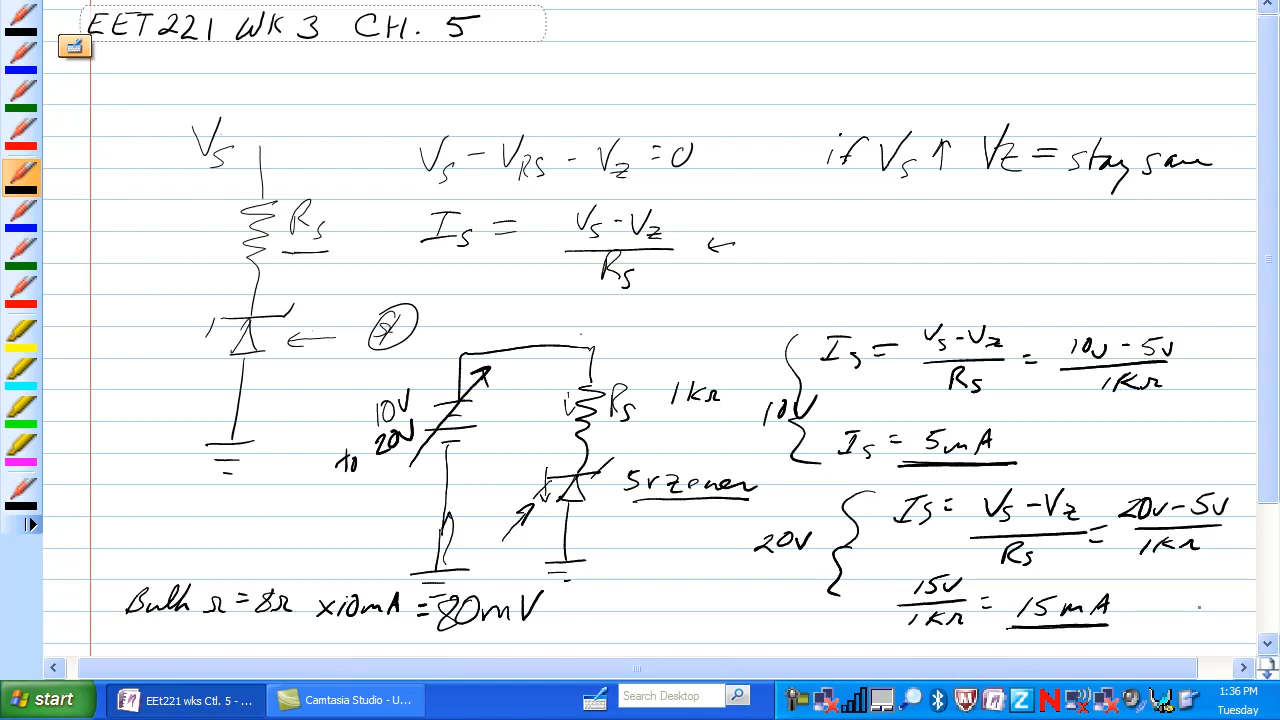 EET221 WK 3 CH. 5
VS
RS
VS - VRS - VZ = 0
IS = VS - VZ / RS ←
if VS ↑ VZ = stay same
10V
to 20V
RS 1KΩ
5V Zener
10V
IS = VS - VZ / RS = 10V - 5V / 1KΩ
IS = 5mA
20V
IS = VS - VZ / RS = 20V - 5V / 1KΩ
15V / 1KΩ = 15mA
Bulk Ω = 8Ω x 10mA = 80mV
start
EEt221 wks Ctl. 5 - ...
Camtasia Studio - U...
Search Desktop
1:36 PM
Tuesday